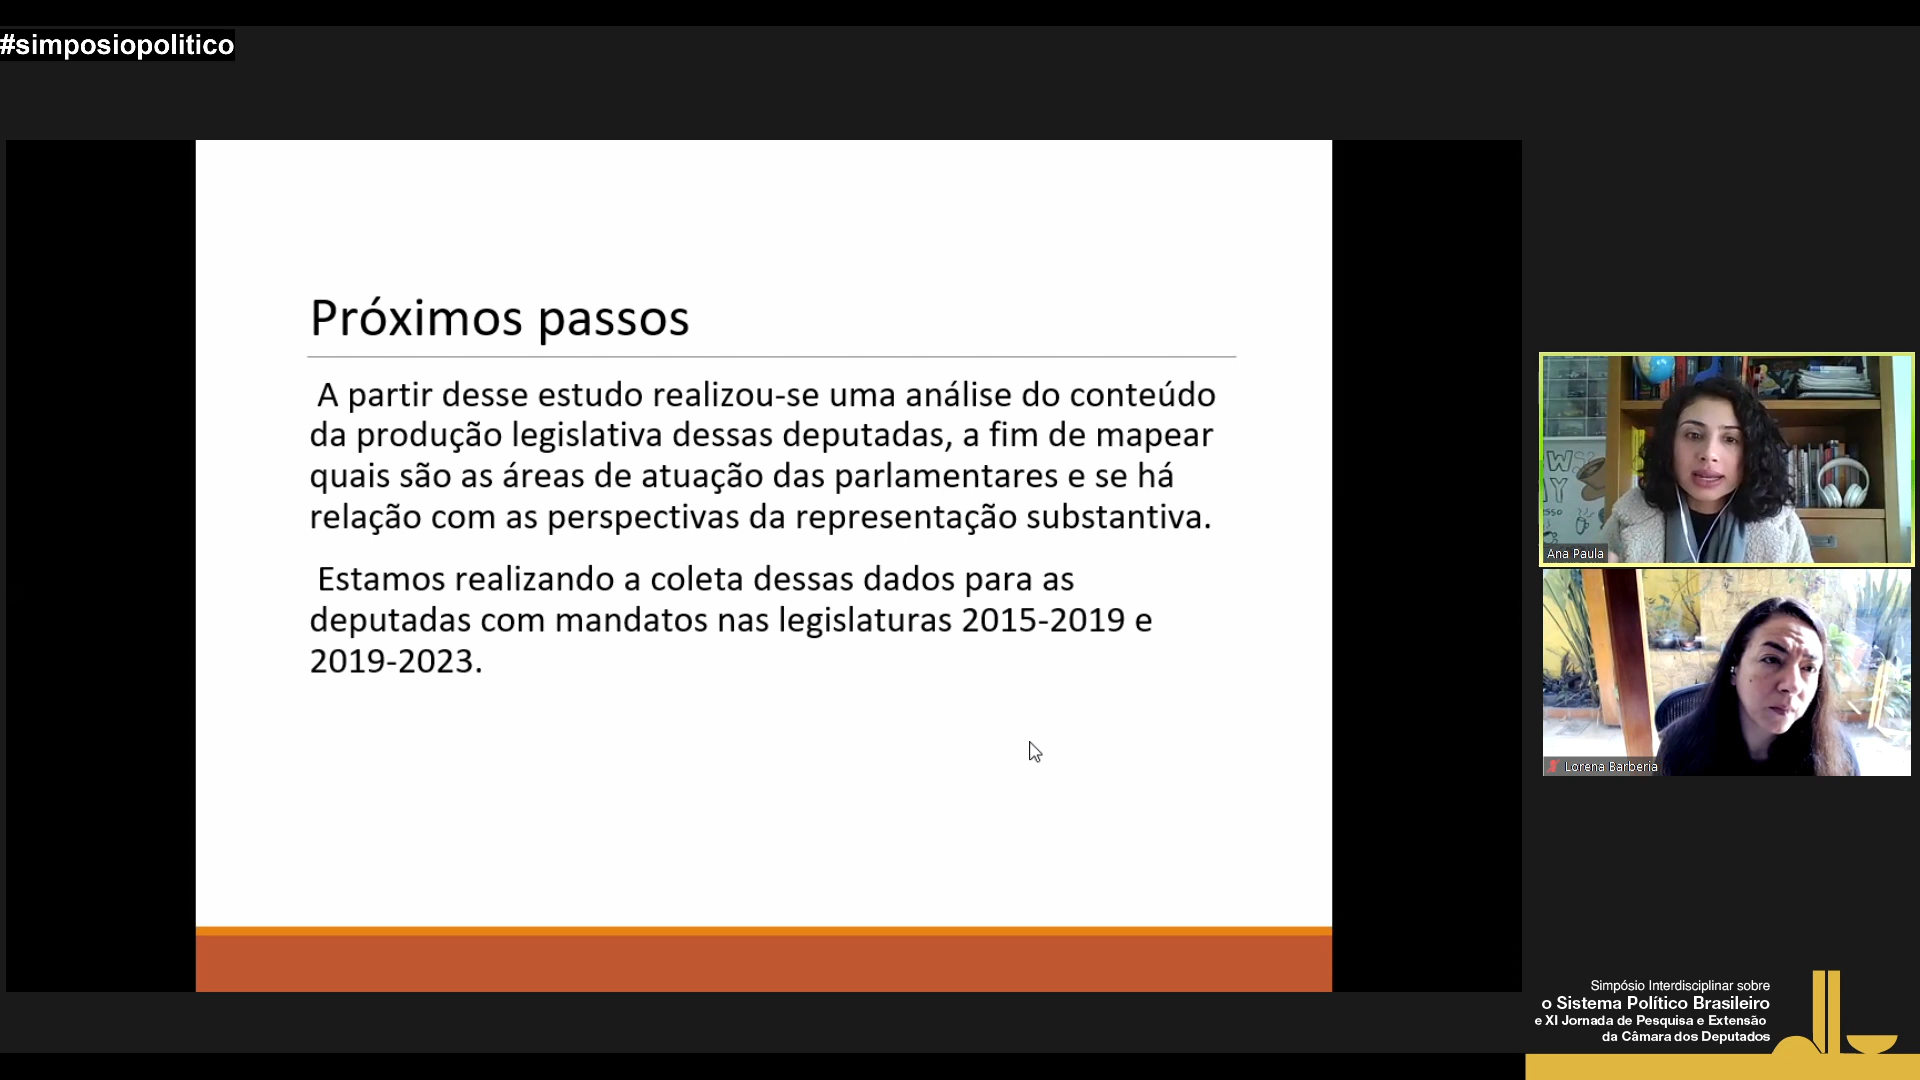 #simposiopolitico
Próximos passos
A partir desse estudo realizou-se uma análise do conteúdo
da produção legislativa dessas deputadas, a fim de mapear
quais são as áreas de atuação das parlamentares e se há
relação com as perspectivas da representação substantiva.
Estamos realizando a coleta dessas dados para as
deputadas com mandatos nas legislaturas 2015-2019 e
2019-2023.
Ana Paula
Lorena Barberia
Simpósio Interdisciplinar sobre
o Sistema Político Brasileiro
e XI Jornada de Pesquisa e Extensão
da Câmara dos Deputados